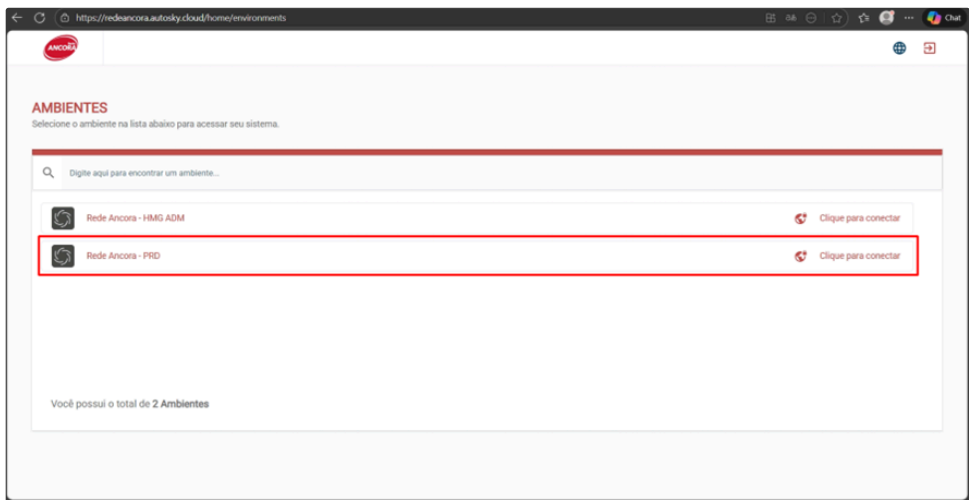 https://redeancora.autosky.cloud/home/environments
Chat
ANCORA
AMBIENTES
Selecione o ambiente na lista abaixo para acessar seu sistema.
Digite aqui para encontrar um ambiente...
Rede Ancora - HMG ADM Clique para conectar
Rede Ancora - PRD Clique para conectar
Você possui o total de 2 Ambientes